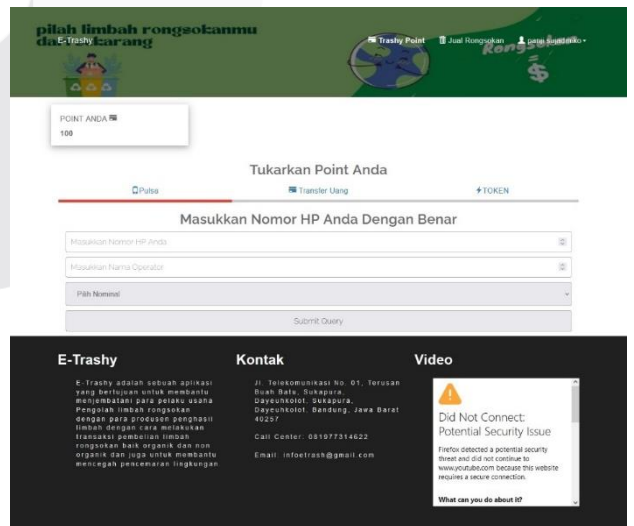 pilah limbah rongsokanmu
dari sekarang
E-Trashy
Trashy Point
Jual Rongsokan
Rongsokan
$
POINT ANDA
100
Tukarkan Point Anda
Pulsa
Transfer Uang
TOKEN
Masukkan Nomor HP Anda Dengan Benar
Masukkan Nomor HP Anda
Masukkan Nama Operator
Pilih Nominal
Submit Query
E-Trashy
E-Trashy adalah sebuah aplikasi
yang bertujuan untuk membantu
menjembatani para pelaku usaha
Pengolah limbah rongsokan
dengan para produsen penghasil
limbah dengan cara melakukan
transaksi pembelian limbah
rongsokan baik organik dan non
organik dan juga untuk membantu
mencegah pencemaran lingkungan
Kontak
Jl. Telekomunikasi No. 01, Terusan
Buah Batu, Sukapura,
Dayeuhkolot, Sukapura,
Dayeuhkolot, Bandung, Jawa Barat
40257
Call Center: 081977314622
Email: infoetrash@gmail.com
Video
Did Not Connect:
Potential Security Issue
Firefox detected a potential security
threat and did not continue to
www.youtube.com because this website
requires a secure connection.
What can you do about it?